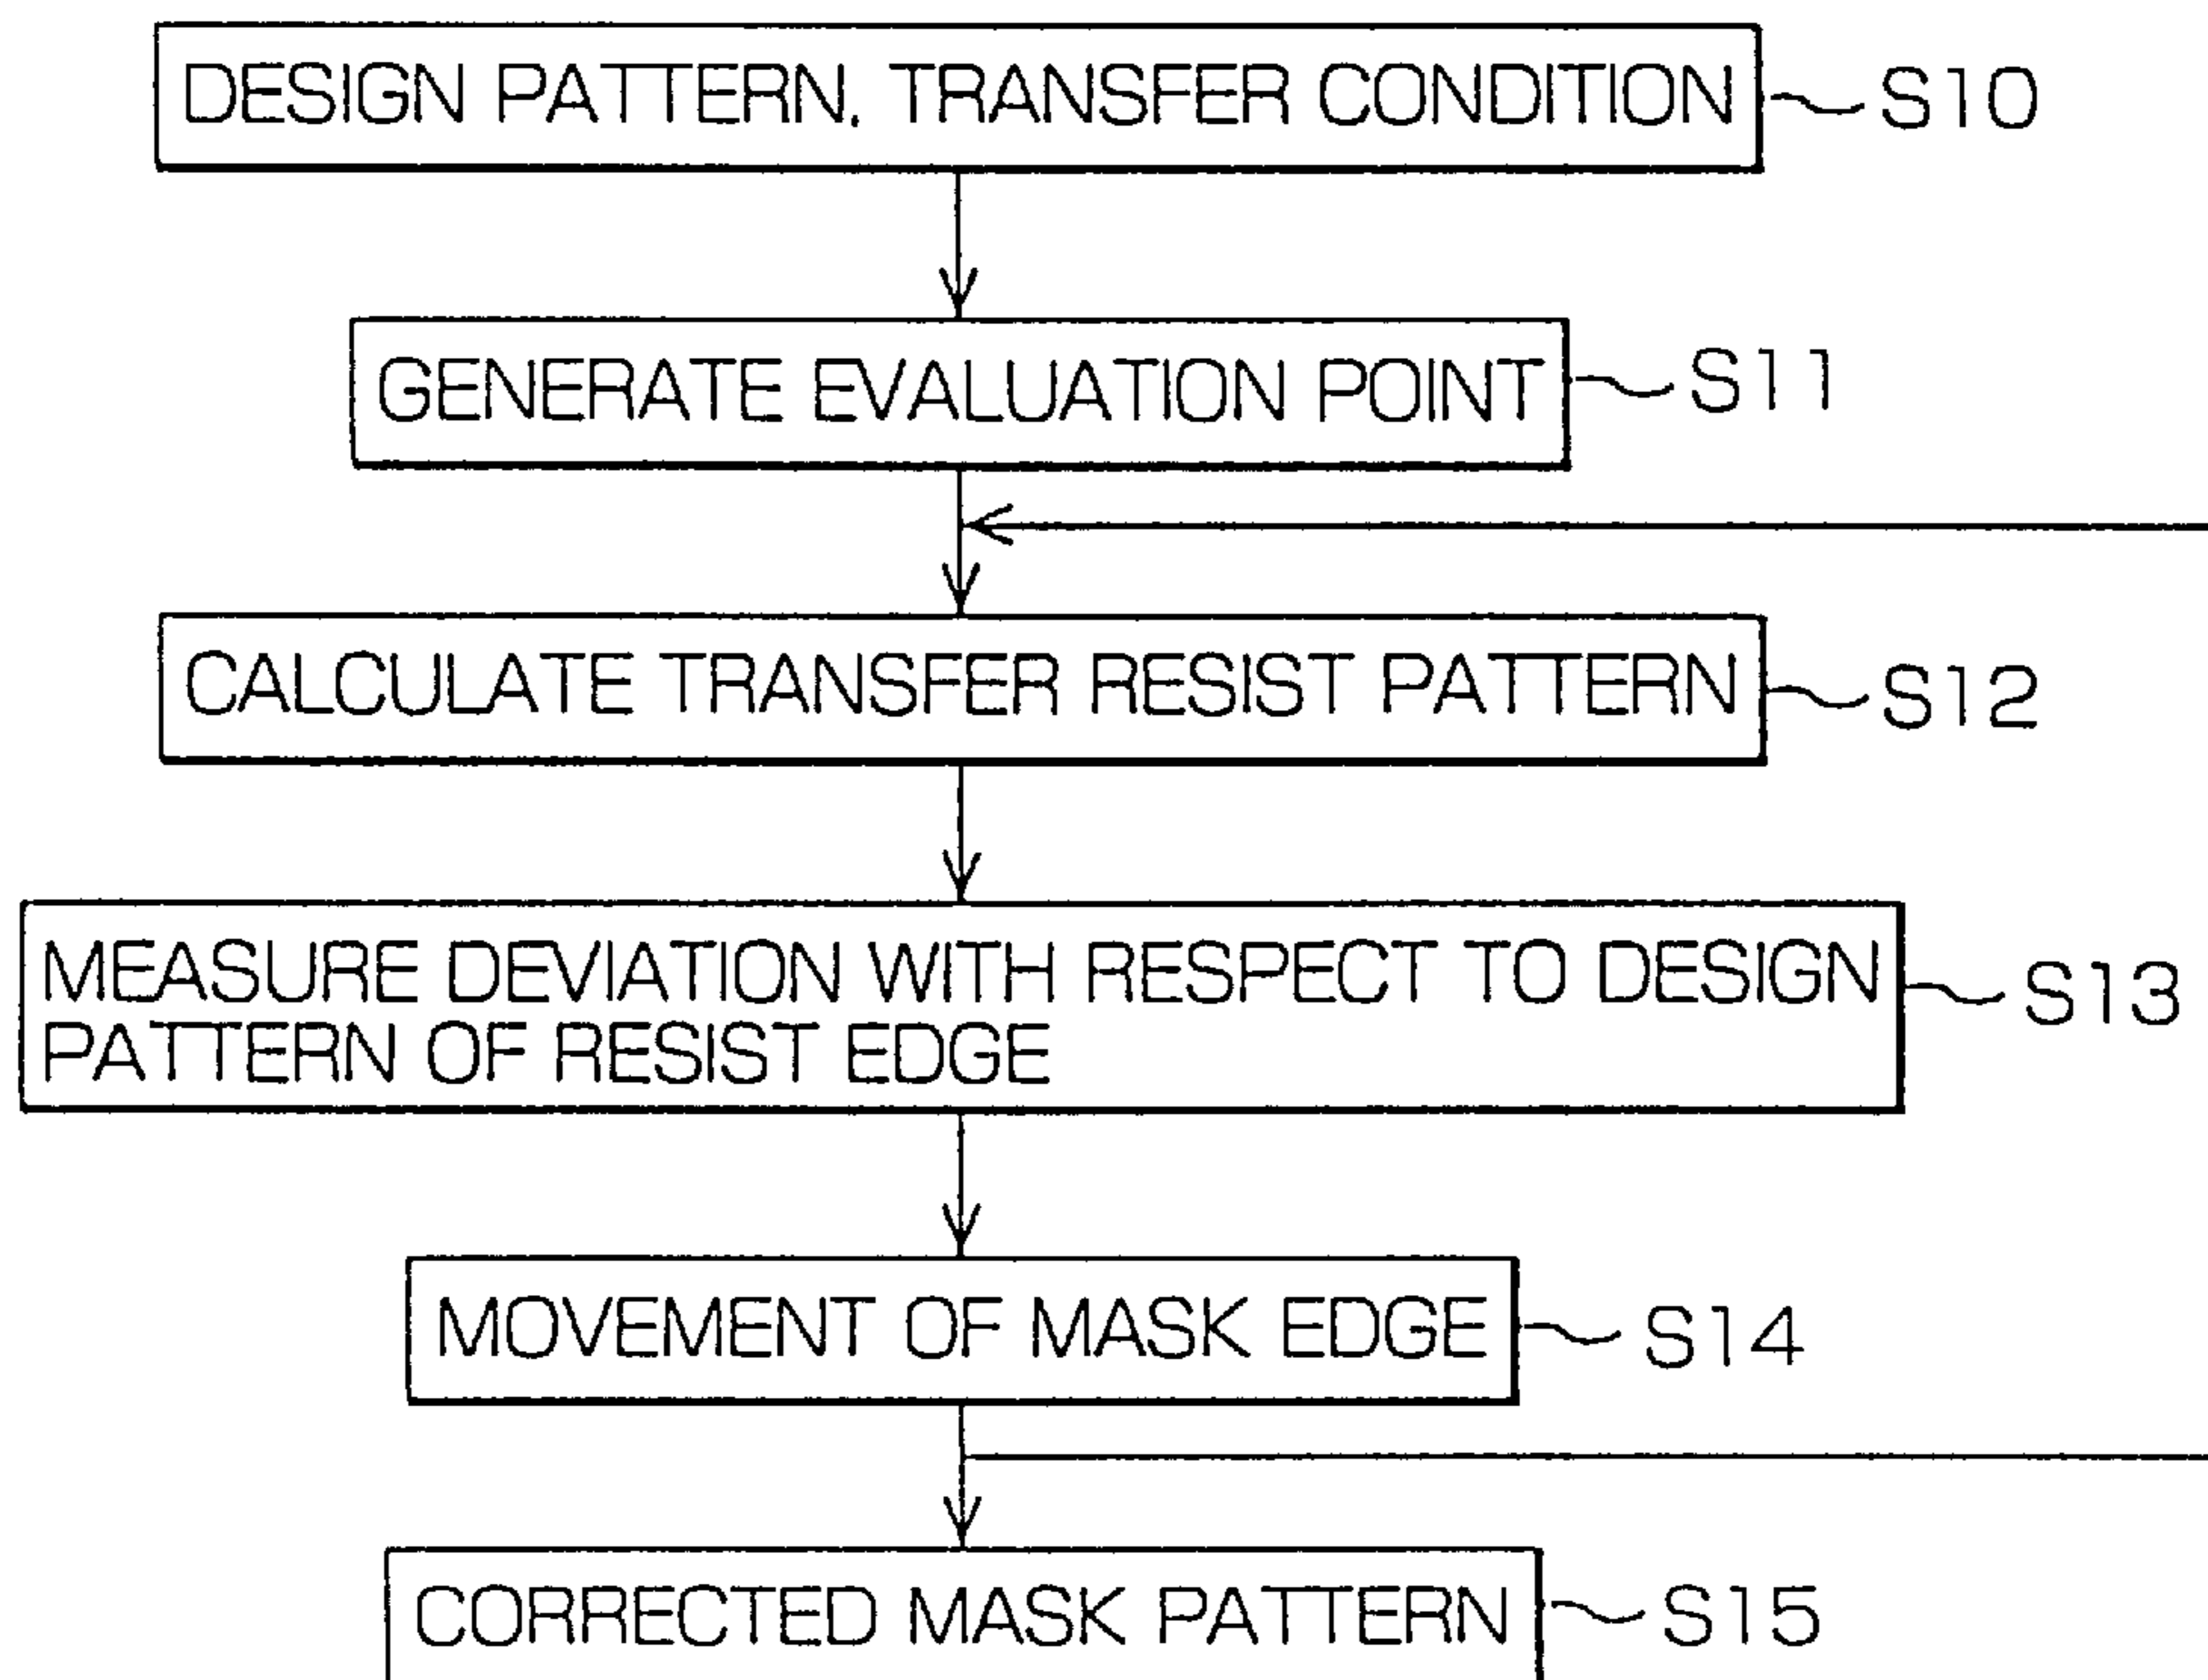 DESIGN PATTERN, TRANSFER CONDITION S10
GENERATE EVALUATION POINT S11
CALCULATE TRANSFER RESIST PATTERN S12
MEASURE DEVIATION WITH RESPECT TO DESIGN S13
PATTERN OF RESIST EDGE
MOVEMENT OF MASK EDGE S14
CORRECTED MASK PATTERN S15